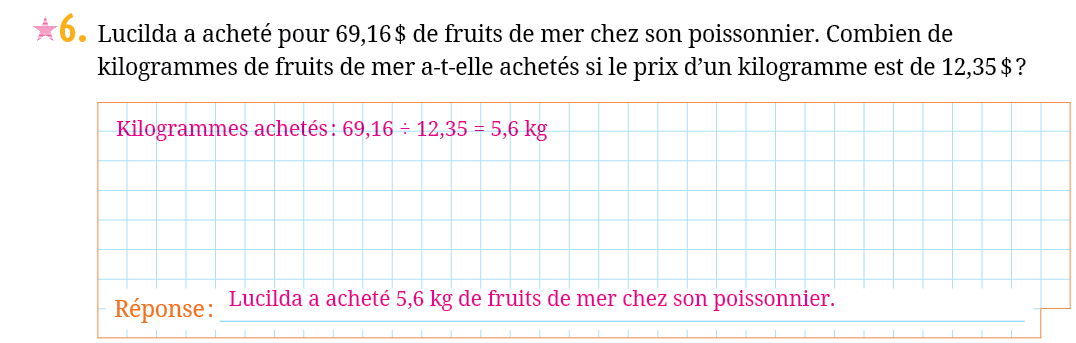 6. Lucilda a acheté pour 69,16 $ de fruits de mer chez son poissonnier. Combien de
kilogrammes de fruits de mer a-t-elle achetés si le prix d’un kilogramme est de 12,35 $ ?
Kilogrammes achetés : 69,16 ÷ 12,35 = 5,6 kg
Réponse : Lucilda a acheté 5,6 kg de fruits de mer chez son poissonnier.